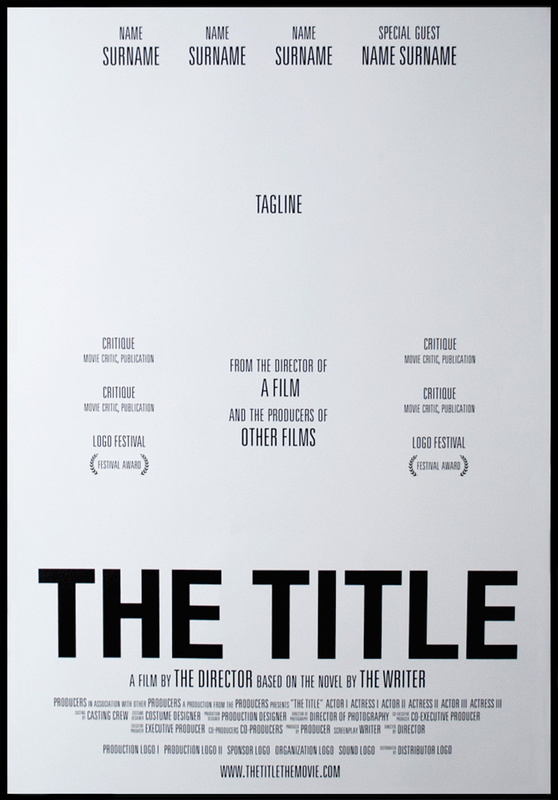 NAME NAME NAME SPECIAL GUEST
SURNAME SURNAME SURNAME NAME SURNAME
TAGLINE
CRITIQUE
MOVIE CRITIC, PUBLICATION
CRITIQUE
MOVIE CRITIC, PUBLICATION
LOGO FESTIVAL
FESTIVAL AWARD
FROM THE DIRECTOR OF
A FILM
AND THE PRODUCERS OF
OTHER FILMS
CRITIQUE
MOVIE CRITIC, PUBLICATION
CRITIQUE
MOVIE CRITIC, PUBLICATION
LOGO FESTIVAL
FESTIVAL AWARD
THE TITLE
A FILM BY THE DIRECTOR BASED ON THE NOVEL BY THE WRITER
PRODUCERS IN ASSOCIATION WITH OTHER PRODUCERS A PRODUCTION FROM THE PRODUCERS PRESENTS "THE TITLE" ACTOR I ACTRESS I ACTOR II ACTRESS II ACTOR III ACTRESS III
CASTING CREW COSTUME DESIGNER PRODUCTION DESIGNER DIRECTOR OF PHOTOGRAPHY CO-EXECUTIVE PRODUCER
EXECUTIVE PRODUCER CO-PRODUCERS CO-PRODUCERS PRODUCER SCREENPLAY WRITER DIRECTOR
PRODUCTION LOGO I PRODUCTION LOGO II SPONSOR LOGO ORGANIZATION LOGO SOUND LOGO DISTRIBUTOR LOGO
WWW.THETITLETHEMOVIE.COM